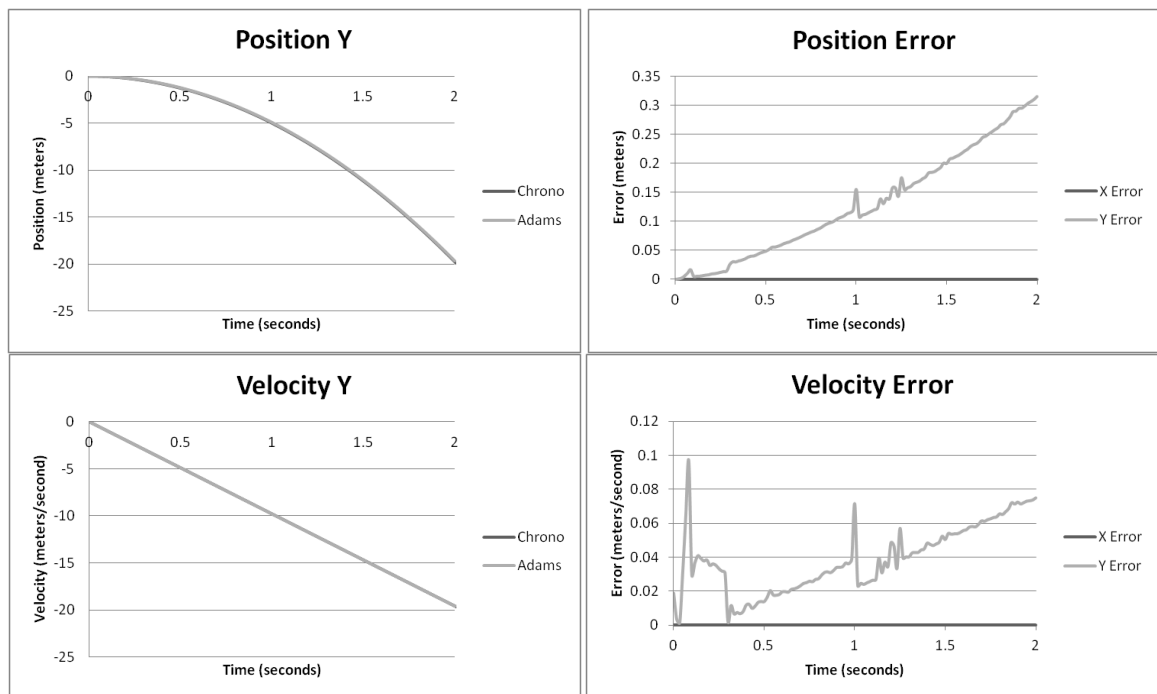 Position Y
0
0 0.5 1 1.5 2
-5
-10
-15
-20
-25
Position (meters)
Time (seconds)
Chrono
Adams
Position Error
0.35
0.3
0.25
0.2
0.15
0.1
0.05
0
0 0.5 1 1.5 2
Error (meters)
Time (seconds)
X Error
Y Error
Velocity Y
0
0 0.5 1 1.5 2
-5
-10
-15
-20
-25
Velocity (meters/second)
Time (seconds)
Chrono
Adams
Velocity Error
0.12
0.1
0.08
0.06
0.04
0.02
0
0 0.5 1 1.5 2
Error (meters/second)
Time (seconds)
X Error
Y Error